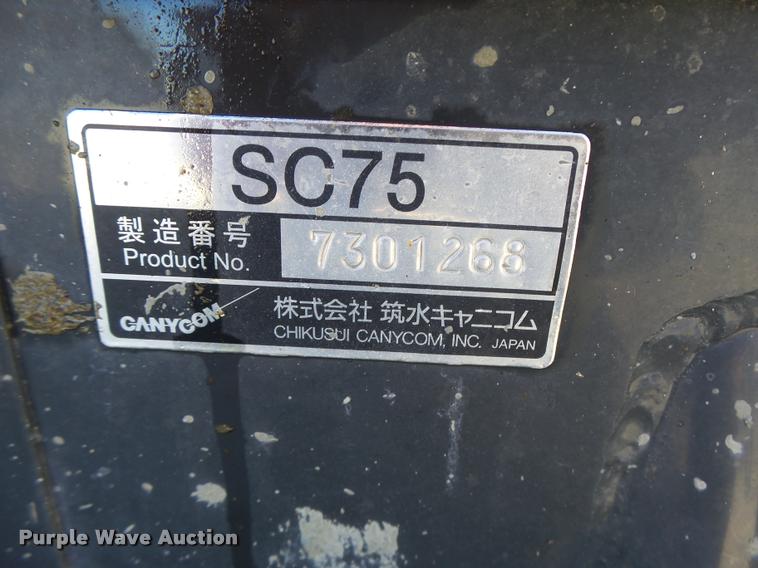 SC75
製造番号
Product No.
7301268
CANYCOM
株式会社 筑水キャニコム
CHIKUSUI CANYCOM, INC. JAPAN
Purple Wave Auction